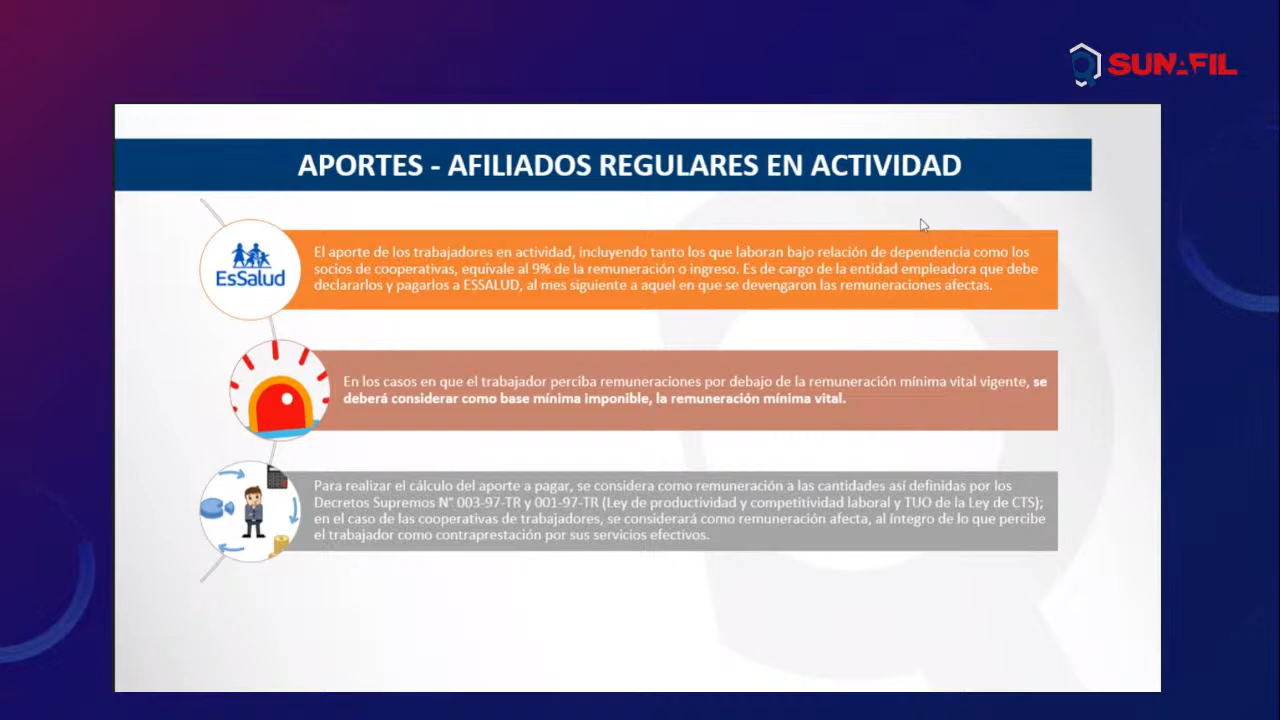 SUNAFIL
APORTES - AFILIADOS REGULARES EN ACTIVIDAD
EsSalud
El aporte de los trabajadores en actividad, incluyendo tanto los que laboran bajo relación de dependencia como los
socios de cooperativas, equivale al 9% de la remuneración o ingreso. Es de cargo de la entidad empleadora que debe
declararlos y pagarlos a ESSALUD, al mes siguiente a aquel en que se devengaron las remuneraciones afectas.
En los casos en que el trabajador perciba remuneraciones por debajo de la remuneración mínima vital vigente, se
deberá considerar como base mínima imponible, la remuneración mínima vital.
Para realizar el cálculo del aporte a pagar, se considera como remuneración a las cantidades así definidas por los
Decretos Supremos N° 003-97-TR y 001-97-TR (Ley de productividad y competitividad laboral y TUO de la Ley de CTS);
en el caso de las cooperativas de trabajadores, se considerará como remuneración afecta, al íntegro de lo que percibe
el trabajador como contraprestación por sus servicios efectivos.